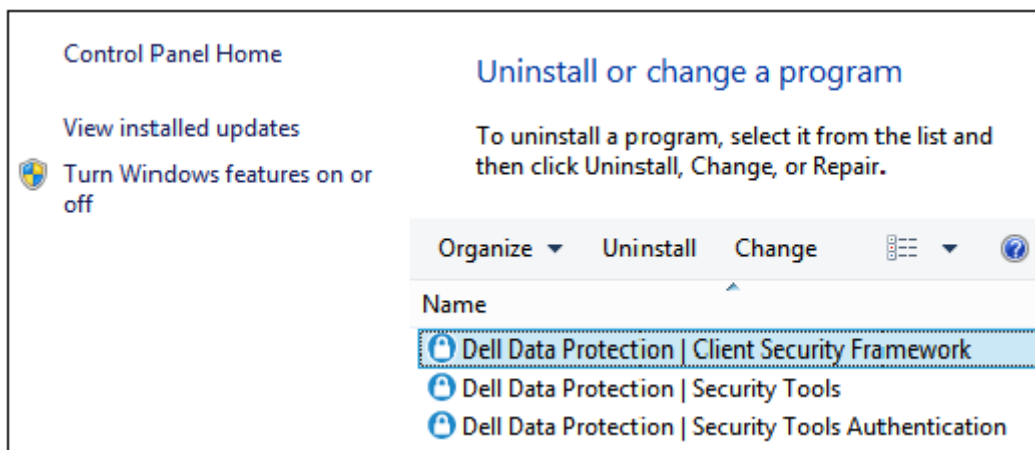 Control Panel Home
View installed updates
Turn Windows features on or
off
Uninstall or change a program
To uninstall a program, select it from the list and
then click Uninstall, Change, or Repair.
Organize Uninstall Change
Name
Dell Data Protection | Client Security Framework
Dell Data Protection | Security Tools
Dell Data Protection | Security Tools Authentication